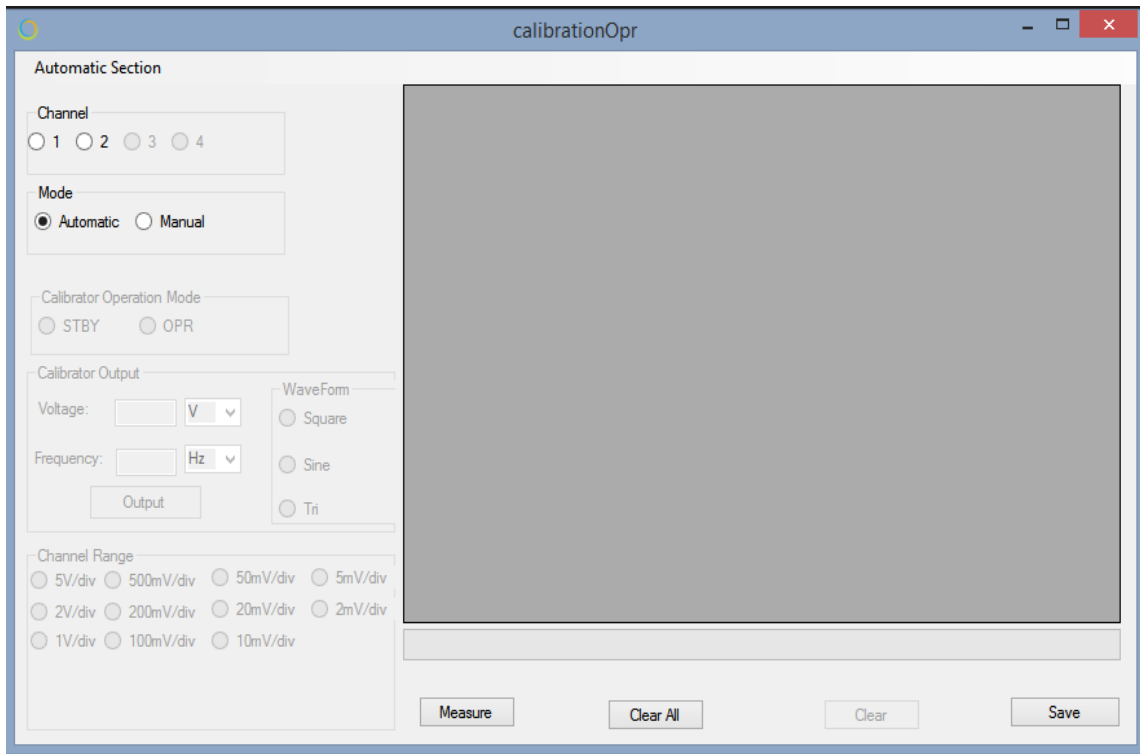 calibrationOpr
Automatic Section
Channel
1 2 3 4
Mode
Automatic Manual
Calibrator Operation Mode
STBY OPR
Calibrator Output
Voltage: V
Frequency: Hz
Output
WaveForm
Square
Sine
Tri
Channel Range
5V/div 500mV/div 50mV/div 5mV/div
2V/div 200mV/div 20mV/div 2mV/div
1V/div 100mV/div 10mV/div
Measure Clear All Clear Save